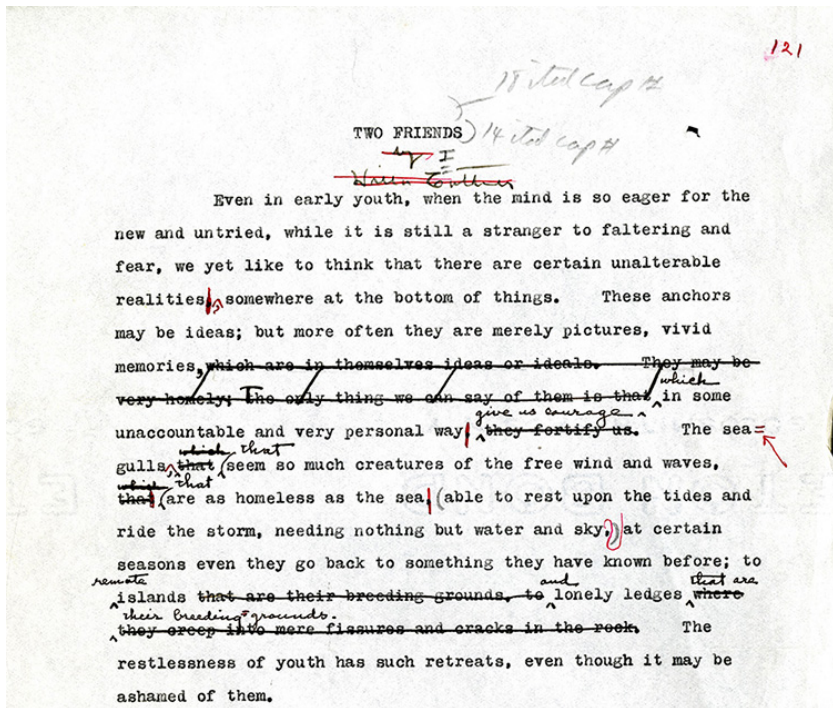 121
18 ital cap #
TWO FRIENDS) 14 ital cap #
by I
Willa Cather
Even in early youth, when the mind is so eager for the
new and untried, while it is still a stranger to faltering and
fear, we yet like to think that there are certain unalterable
realities, somewhere at the bottom of things. These anchors
may be ideas; but more often they are merely pictures, vivid
memories, which are in themselves ideas or ideals. They may be
very homely; The only thing we can say of them is that which in some
unaccountable and very personal way, give us courage they fortify us. The sea=
gulls, which that that (seem so much creatures of the free wind and waves,
which that that (are as homeless as the sea, (able to rest upon the tides and
ride the storm, needing nothing but water and sky,) at certain
seasons even they go back to something they have known before; to
remote islands that are their breeding grounds, to and lonely ledges that are where
their breeding-grounds. they creep into mere fissures and cracks in the rock. The
restlessness of youth has such retreats, even though it may be
ashamed of them.